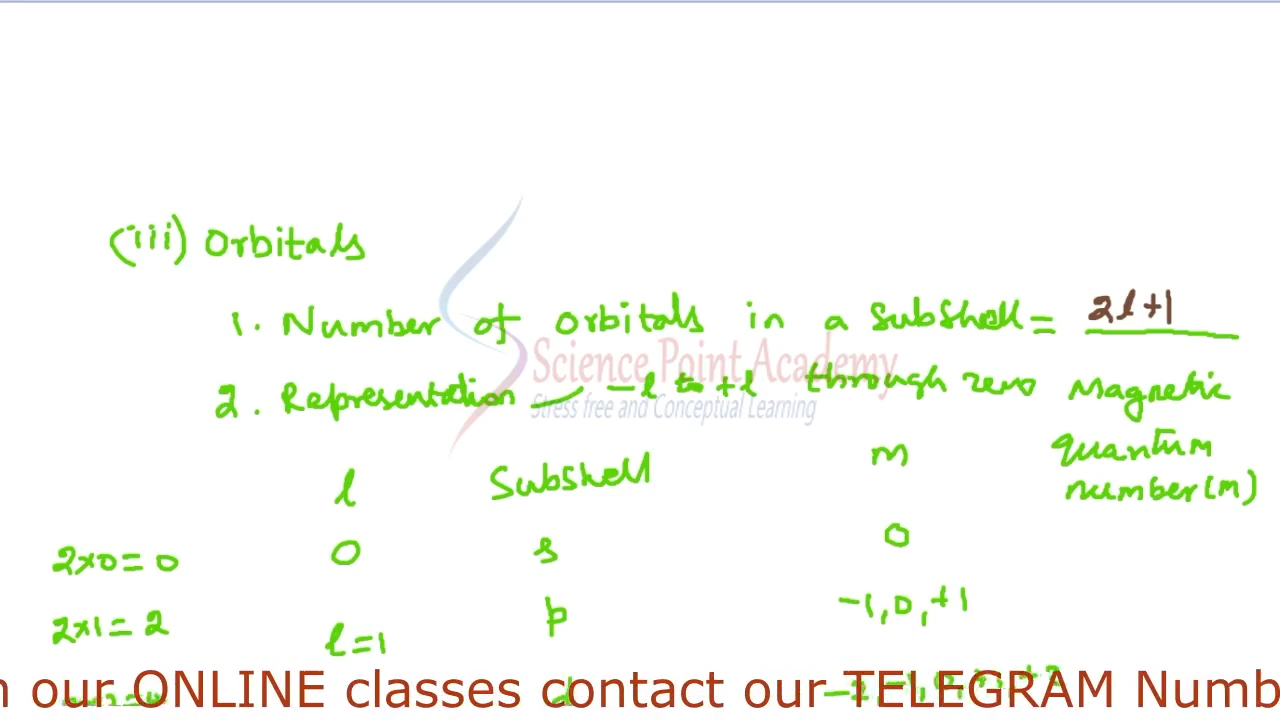 (iii) Orbitals
1. Number of orbitals in a subshell = 2l+1
2. Representation – -l to +l through zero Magnetic
quantum
number (m)
Science Point Academy
Stress free and Conceptual Learning
l subshell m
2×0=0 0 s 0
2×1=2 l=1 p -1,0,+1
d
our ONLINE classes contact our TELEGRAM